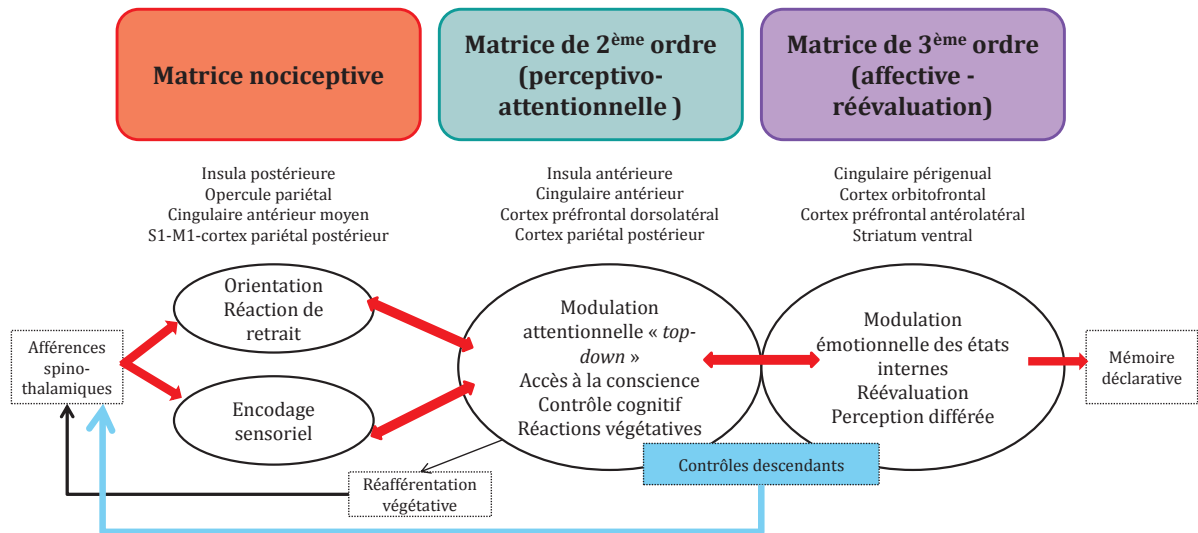 Matrice nociceptive
Matrice de 2ème ordre
(perceptivo-
attentionnelle )
Matrice de 3ème ordre
(affective -
réévaluation)
Insula postérieure
Opercule pariétal
Cingulaire antérieur moyen
S1-M1-cortex pariétal postérieur
Insula antérieure
Cingulaire antérieur
Cortex préfrontal dorsolatéral
Cortex pariétal postérieur
Cingulaire périgenual
Cortex orbitofrontal
Cortex préfrontal antérolatéral
Striatum ventral
Afférences
spino-
thalamiques
Orientation
Réaction de
retrait
Encodage
sensoriel
Modulation
attentionnelle « top-
down »
Accès à la conscience
Contrôle cognitif
Réactions végétatives
Modulation
émotionnelle des états
internes
Réévaluation
Perception différée
Mémoire
déclarative
Contrôles descendants
Réafférentation
végétative